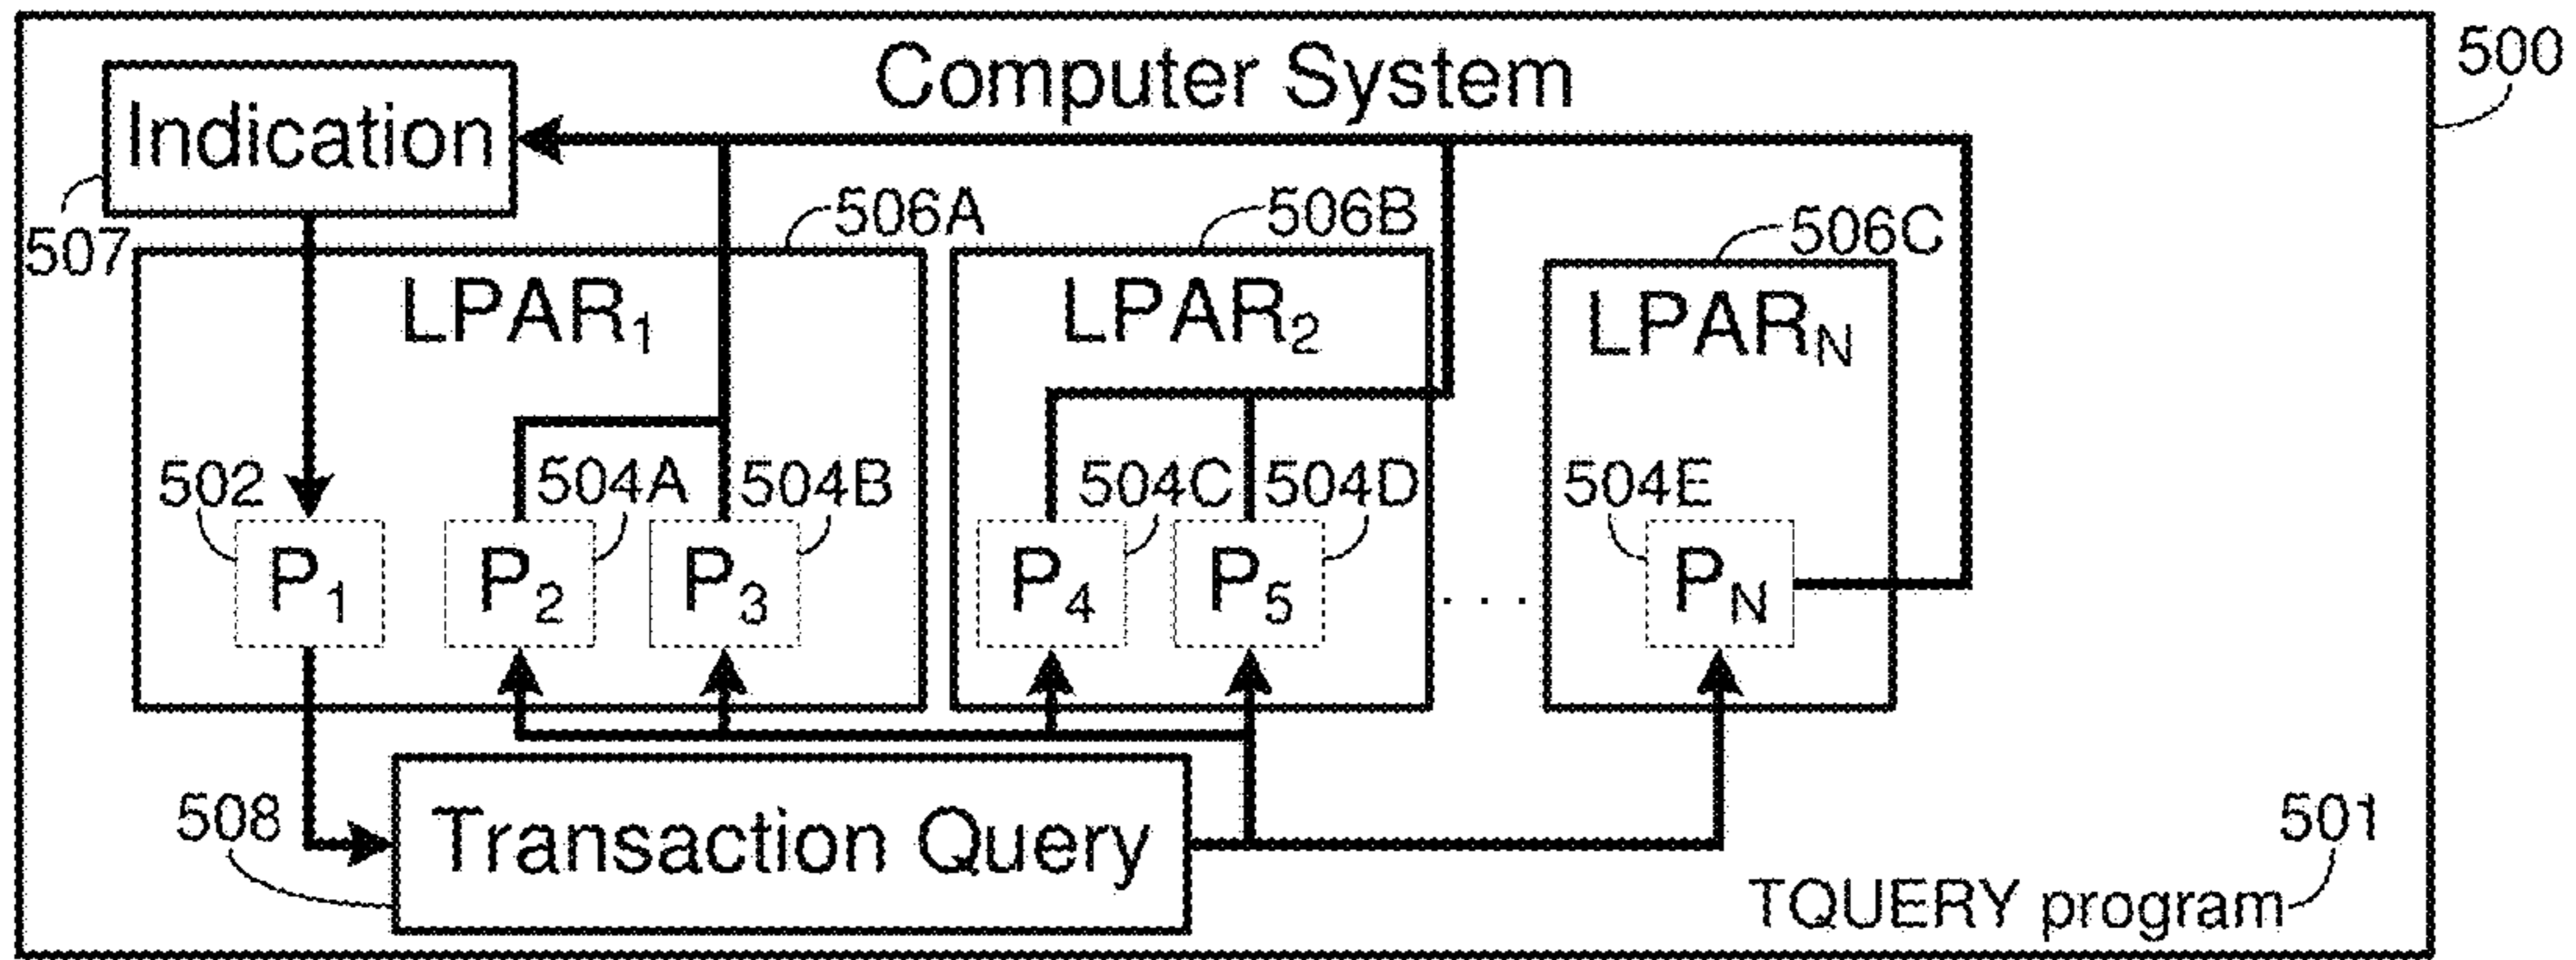 Computer System
500
Indication
507
506A
506B
506C
LPAR1
LPAR2
LPARN
502
504A
504B
504C
504D
504E
P1
P2
P3
P4
P5
. . .
PN
508
Transaction Query
501
TQUERY program